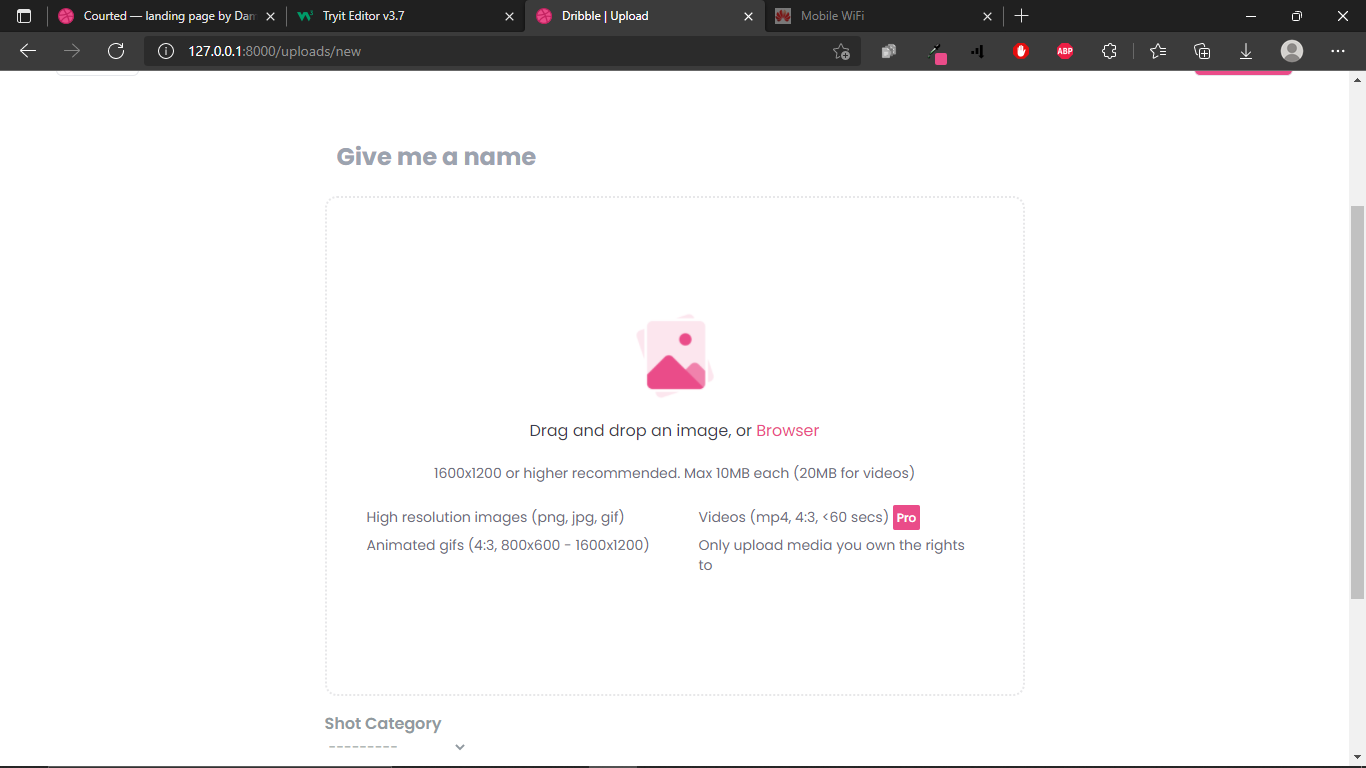 Courted — landing page by Dam
Tryit Editor v3.7
Dribble | Upload
Mobile WiFi
127.0.0.1:8000/uploads/new
ABP
Give me a name
Drag and drop an image, or Browser
1600x1200 or higher recommended. Max 10MB each (20MB for videos)
High resolution images (png, jpg, gif)
Videos (mp4, 4:3, <60 secs) Pro
Animated gifs (4:3, 800x600 - 1600x1200)
Only upload media you own the rights
to
Shot Category
---------